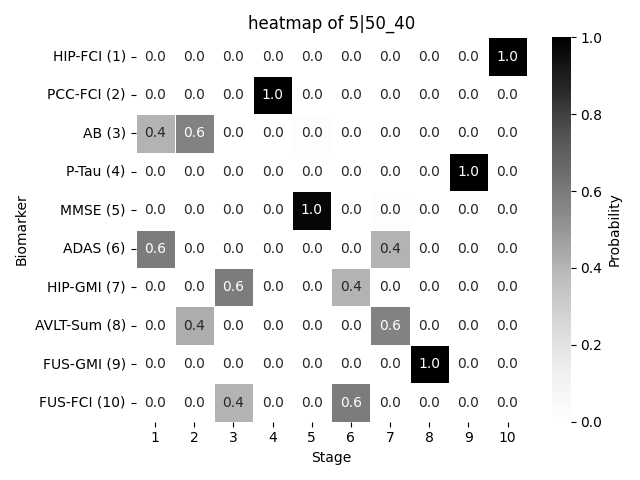 heatmap of 5|50_40
HIP-FCI (1) 0.0 0.0 0.0 0.0 0.0 0.0 0.0 0.0 0.0 1.0
PCC-FCI (2) 0.0 0.0 0.0 1.0 0.0 0.0 0.0 0.0 0.0 0.0
AB (3) 0.4 0.6 0.0 0.0 0.0 0.0 0.0 0.0 0.0 0.0
P-Tau (4) 0.0 0.0 0.0 0.0 0.0 0.0 0.0 0.0 1.0 0.0
MMSE (5) 0.0 0.0 0.0 0.0 1.0 0.0 0.0 0.0 0.0 0.0
ADAS (6) 0.6 0.0 0.0 0.0 0.0 0.0 0.4 0.0 0.0 0.0
HIP-GMI (7) 0.0 0.0 0.6 0.0 0.0 0.4 0.0 0.0 0.0 0.0
AVLT-Sum (8) 0.0 0.4 0.0 0.0 0.0 0.0 0.6 0.0 0.0 0.0
FUS-GMI (9) 0.0 0.0 0.0 0.0 0.0 0.0 0.0 1.0 0.0 0.0
FUS-FCI (10) 0.0 0.0 0.4 0.0 0.0 0.6 0.0 0.0 0.0 0.0
1 2 3 4 5 6 7 8 9 10
Stage
Biomarker
1.0
0.8
0.6
0.4
0.2
0.0
Probability